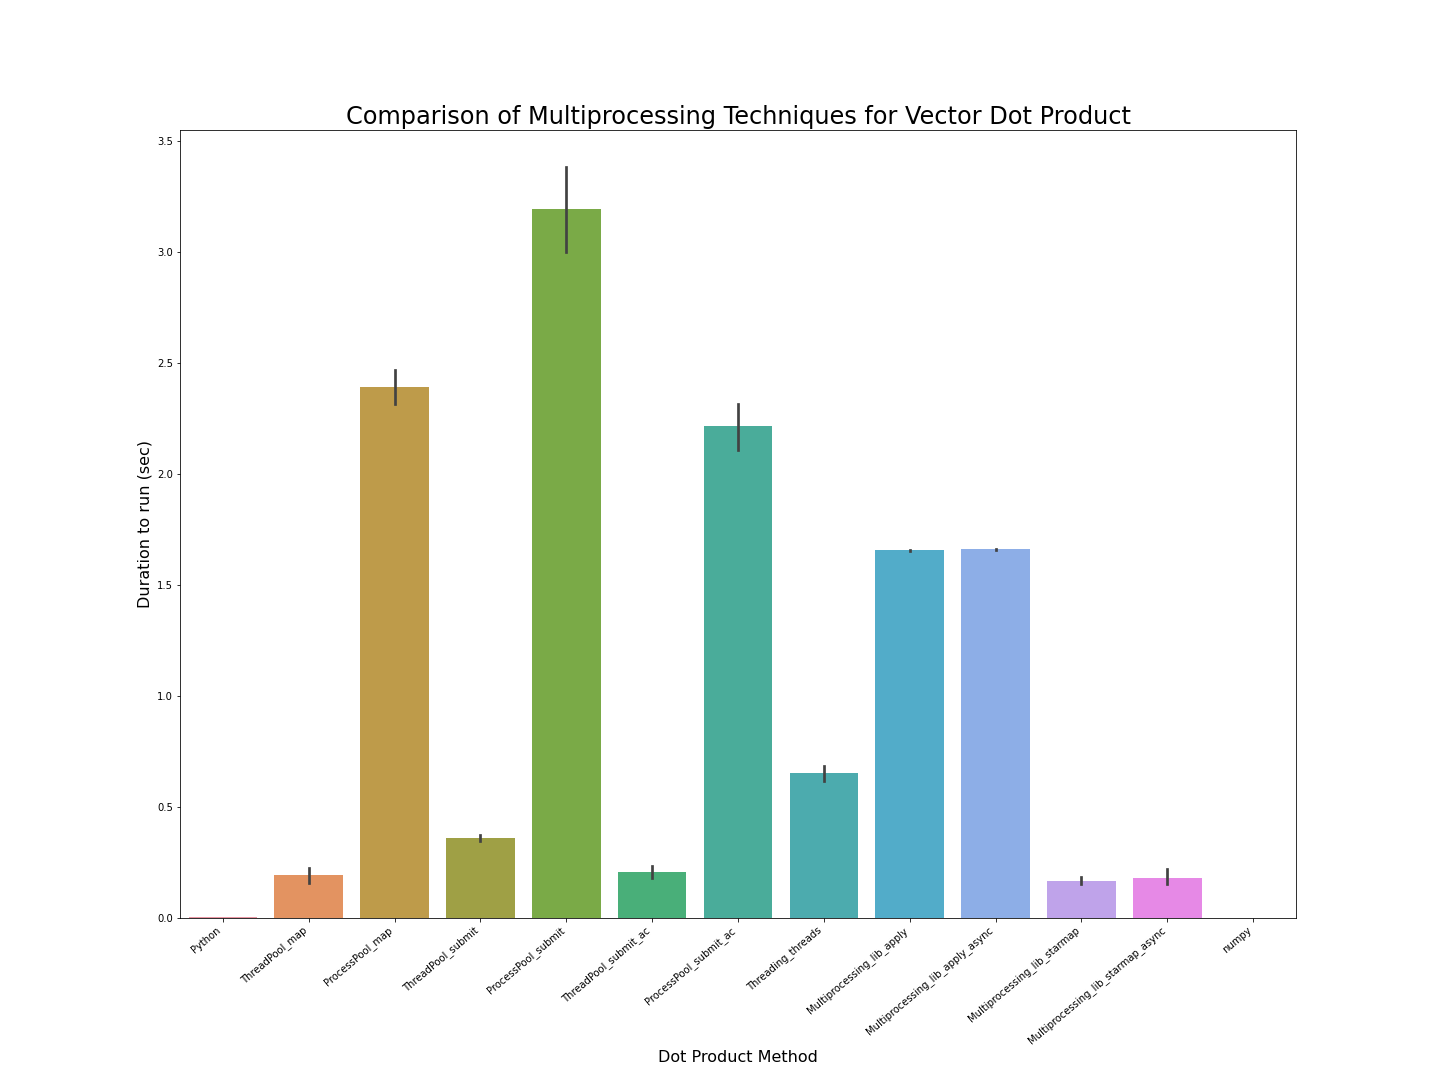 Comparison of Multiprocessing Techniques for Vector Dot Product
Duration to run (sec)
3.5
3.0
2.5
2.0
1.5
1.0
0.5
0.0
Python
ThreadPool_map
ProcessPool_map
ThreadPool_submit
ProcessPool_submit
ThreadPool_submit_ac
ProcessPool_submit_ac
Threading_threads
Multiprocessing_lib_apply
Multiprocessing_lib_apply_async
Multiprocessing_lib_starmap
Multiprocessing_lib_starmap_async
numpy
Dot Product Method